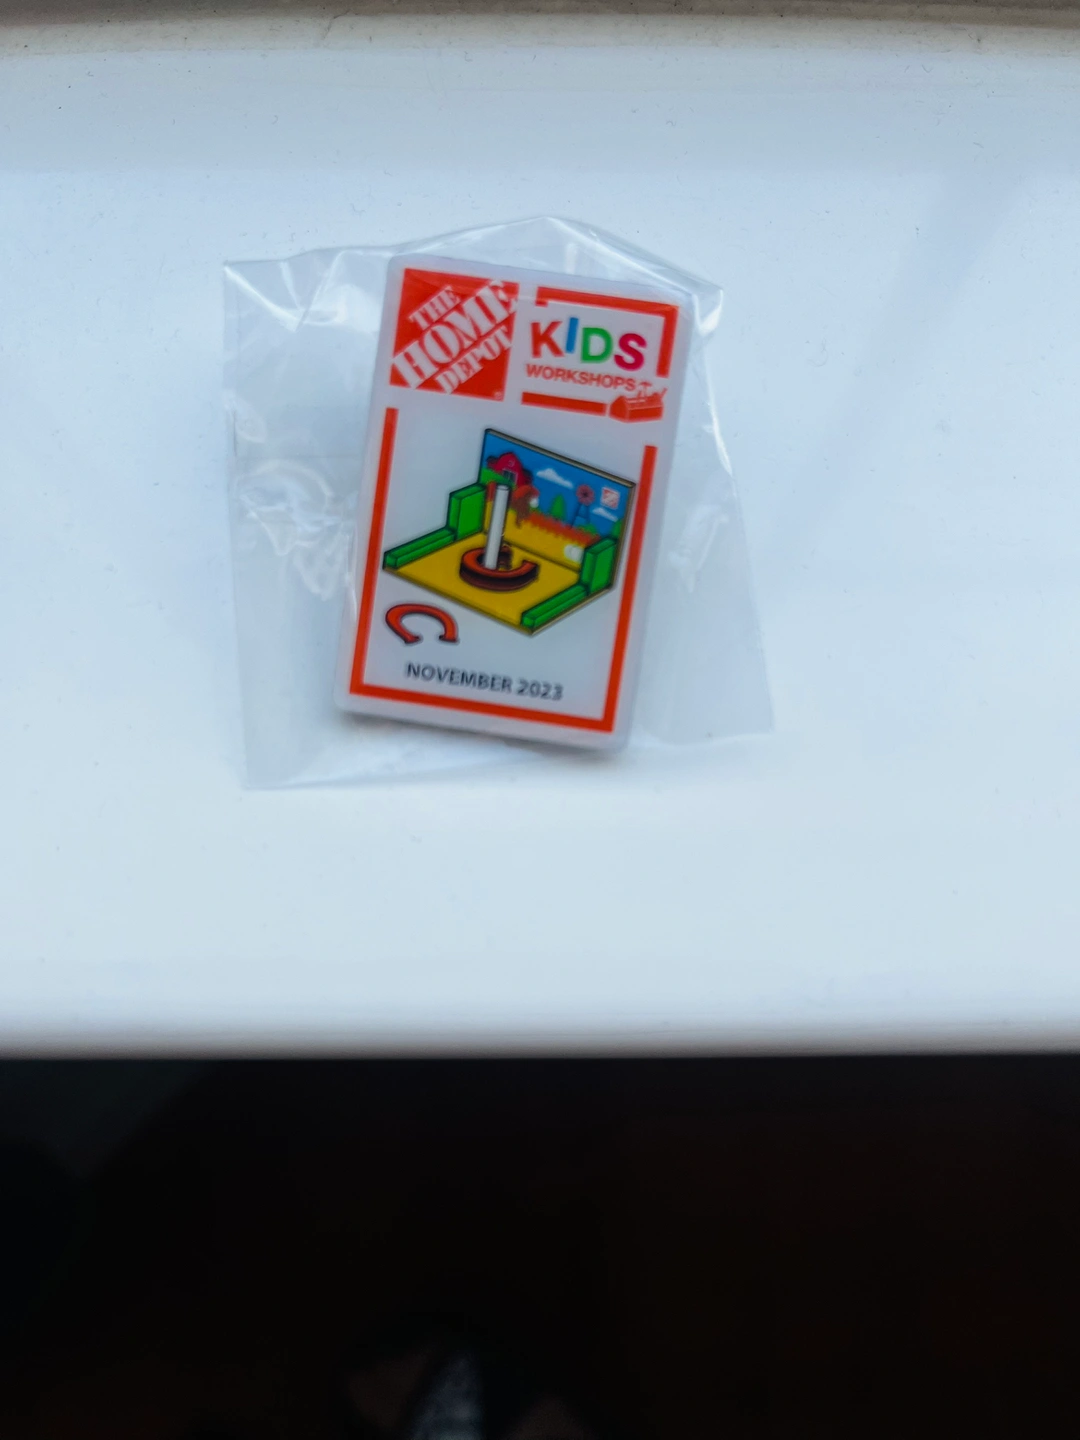 THE
HOME
DEPOT
KIDS
WORKSHOPS
NOVEMBER 2023